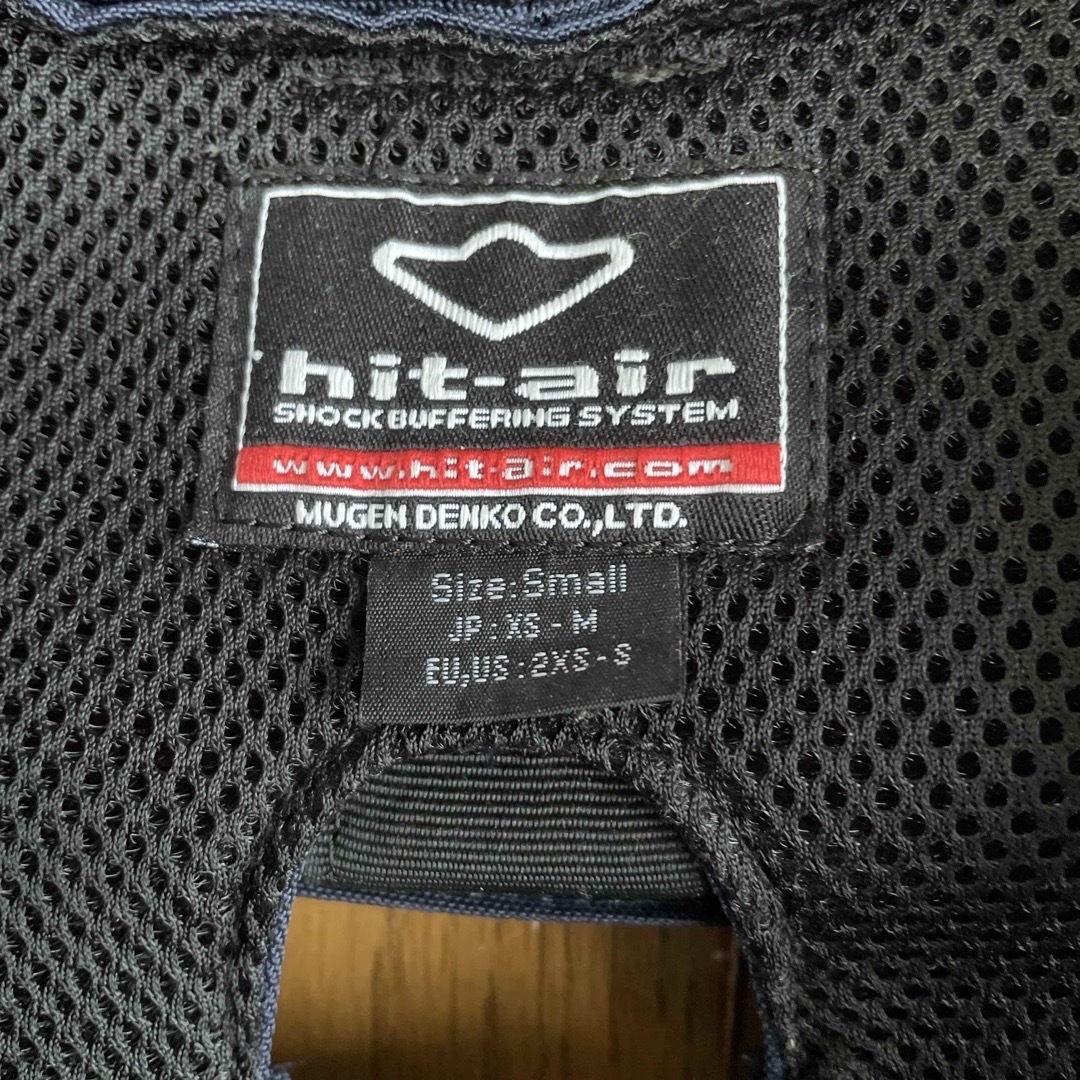 hit-air
SHOCK BUFFERING SYSTEM
www.hit-air.com
MUGEN DENKO CO.,LTD.
Size:Small
JP:XS-M
EU,US:2XS-S